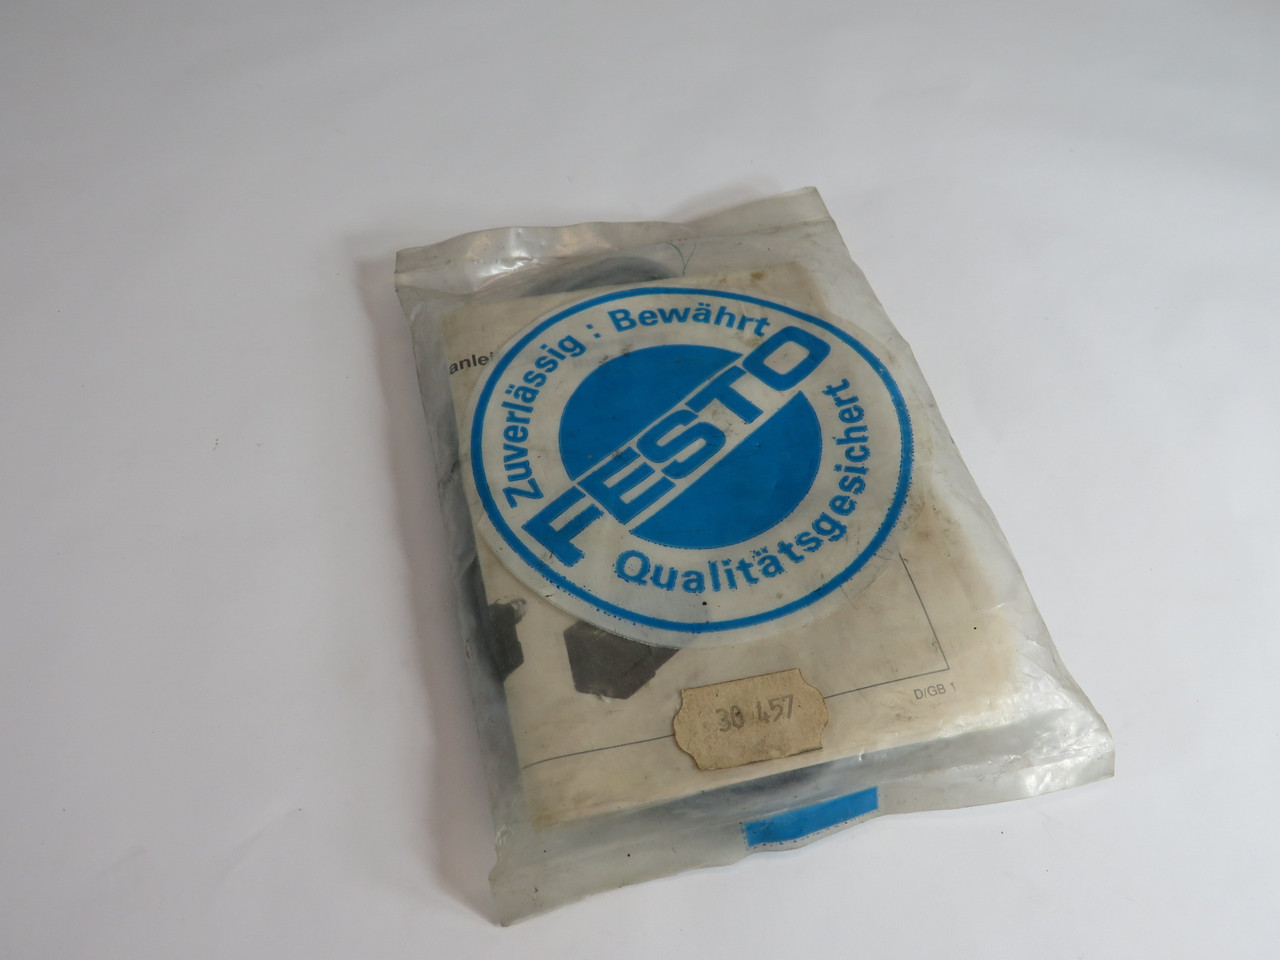 Zuverlässig : Bewährt
FESTO
Qualitätsgesichert
anlei
D/GB 1
30 457